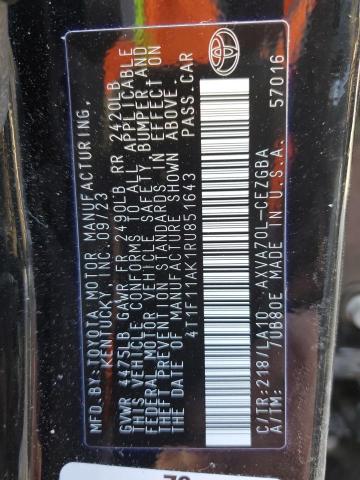 MFD.BY:TOYOTA MOTOR MANUFACTURING,
KENTUCKY, INC.09/23
GVWR 4475LB GAWR FR 2490LB RR 2420LB
THIS VEHICLE CONFORMS TO ALL APPLICABLE
FEDERAL MOTOR VEHICLE SAFETY, BUMPER, AND
THEFT PREVENTION STANDARDS IN EFFECT ON
THE DATE OF MANUFACTURE SHOWN ABOVE.
4T1F11AK1RU851643 PASS.CAR
C/TR:218/LA10 AXVA70L-CEZGBA
A/TM: /UB80E MADE IN U.S.A.
57016
TOYOTA